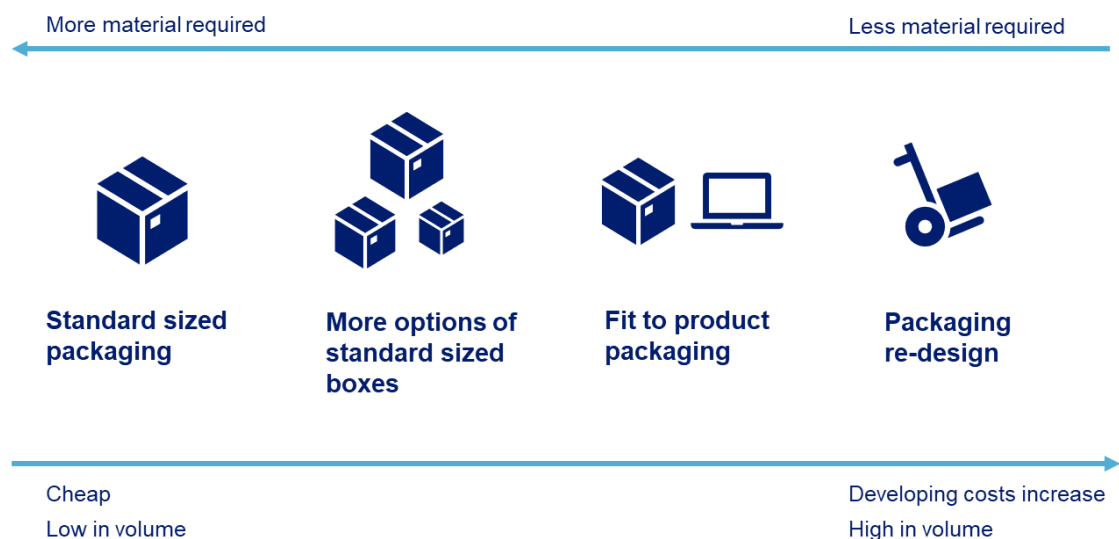 More material required
Less material required
Standard sized
packaging
More options of
standard sized
boxes
Fit to product
packaging
Packaging
re-design
Cheap
Low in volume
Developing costs increase
High in volume